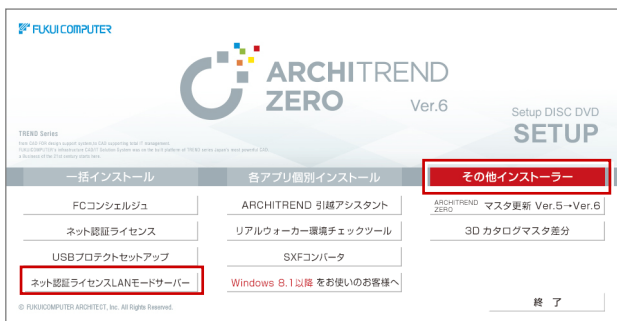 FUKUI COMPUTER
ARCHITREND
ZERO
Ver.6
Setup DISC DVD
SETUP
TREND Series
一括インストール
各アプリ個別インストール
その他インストーラー
FCコンシェルジュ
ARCHITREND 引越アシスタント
ARCHITREND ZERO マスタ更新 Ver.5→Ver.6
ネット認証ライセンス
リアルウォーカー環境チェックツール
3D カタログマスタ差分
USBプロテクトセットアップ
SXFコンバータ
ネット認証ライセンスLANモードサーバー
Windows 8.1以降 をお使いのお客様へ
© FUKUICOMPUTER ARCHITECT, Inc. All Rights Reserved.
終 了